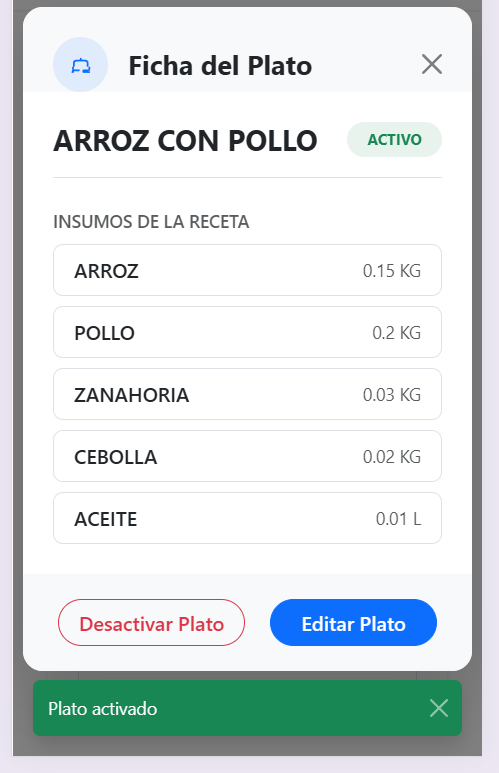 Ficha del Plato
ARROZ CON POLLO ACTIVO
INSUMOS DE LA RECETA
ARROZ 0.15 KG
POLLO 0.2 KG
ZANAHORIA 0.03 KG
CEBOLLA 0.02 KG
ACEITE 0.01 L
Desactivar Plato Editar Plato
Plato activado